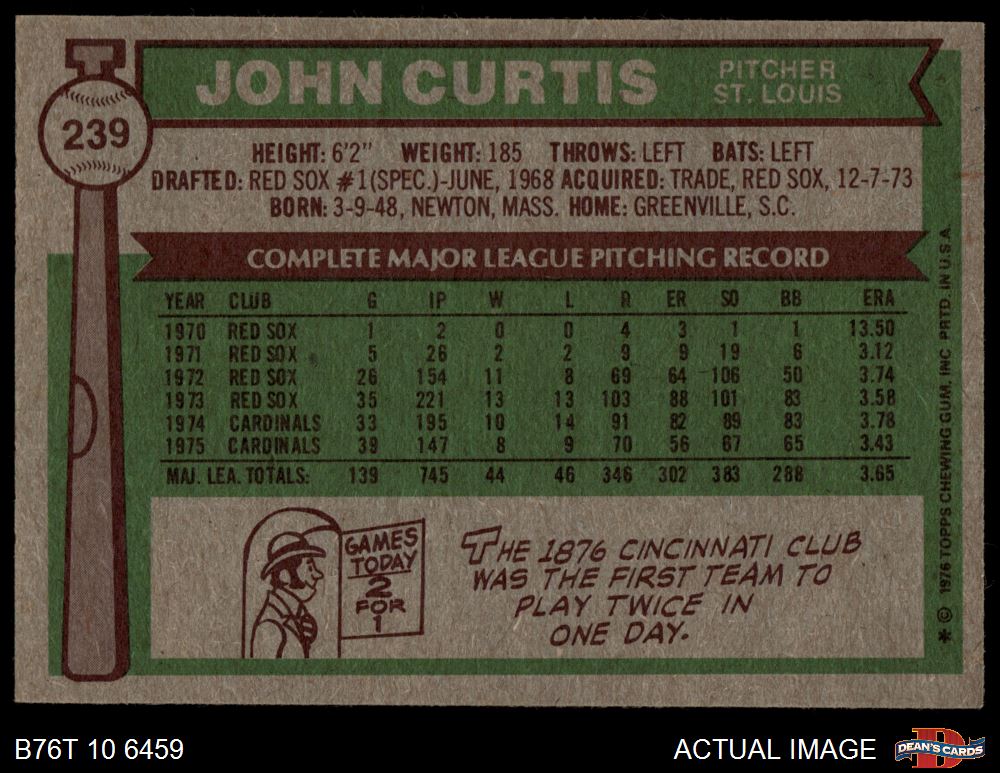 239
JOHN CURTIS
PITCHER
ST. LOUIS
HEIGHT: 6'2" WEIGHT: 185 THROWS: LEFT BATS: LEFT
DRAFTED: RED SOX #1(SPEC.)-JUNE, 1968 ACQUIRED: TRADE, RED SOX, 12-7-73
BORN: 3-9-48, NEWTON, MASS. HOME: GREENVILLE, S.C.
COMPLETE MAJOR LEAGUE PITCHING RECORD
YEAR CLUB G IP W L R ER SO BB ERA
1970 RED SOX 1 2 0 0 4 3 1 1 13.50
1971 RED SOX 5 26 2 2 9 9 19 6 3.12
1972 RED SOX 26 154 11 8 69 64 106 50 3.74
1973 RED SOX 35 221 13 13 103 88 101 83 3.58
1974 CARDINALS 33 195 10 14 91 82 89 83 3.78
1975 CARDINALS 39 147 8 9 70 56 67 65 3.43
MAJ. LEA. TOTALS: 139 745 44 46 346 302 383 288 3.65
GAMES
TODAY
2
FOR
1
THE 1876 CINCINNATI CLUB
WAS THE FIRST TEAM TO
PLAY TWICE IN
ONE DAY.
* © 1976 TOPPS CHEWING GUM, INC PRTD. IN U.S.A.
B76T 10 6459
ACTUAL IMAGE
DEAN'S CARDS